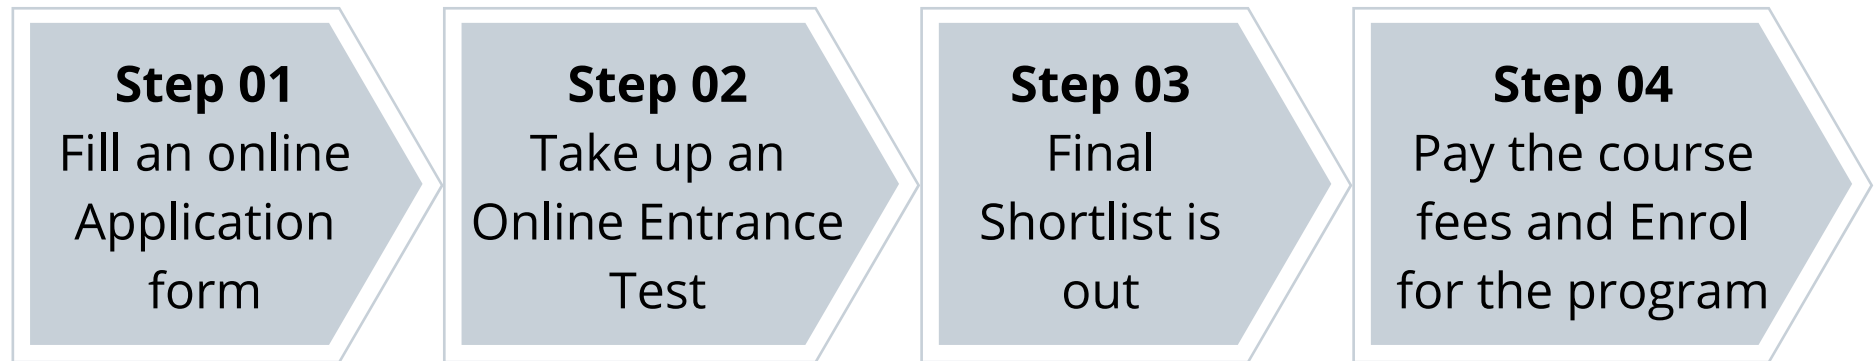 Step 01
Fill an online
Application
form
Step 02
Take up an
Online Entrance
Test
Step 03
Final
Shortlist is
out
Step 04
Pay the course
fees and Enrol
for the program